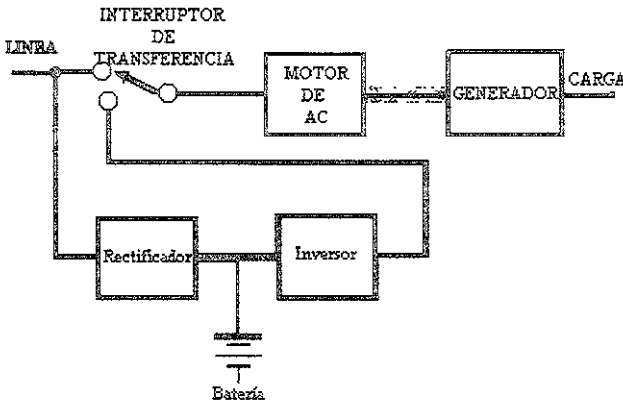 INTERRUPTOR
DE
TRANSFERENCIA
LINEA
MOTOR
DE
AC
GENERADOR
CARGA
Rectificador
Inversor
Batería